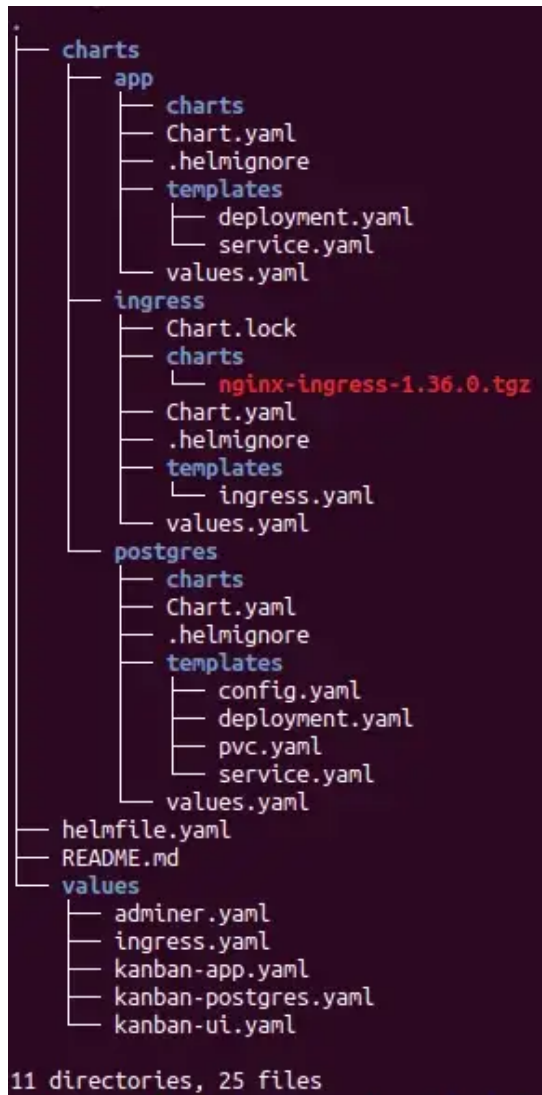 .
├── charts
│   ├── app
│   │   ├── charts
│   │   ├── Chart.yaml
│   │   ├── .helmignore
│   │   ├── templates
│   │   │   ├── deployment.yaml
│   │   │   └── service.yaml
│   │   └── values.yaml
│   ├── ingress
│   │   ├── Chart.lock
│   │   ├── charts
│   │   │   └── nginx-ingress-1.36.0.tgz
│   │   ├── Chart.yaml
│   │   ├── .helmignore
│   │   ├── templates
│   │   │   └── ingress.yaml
│   │   └── values.yaml
│   └── postgres
│       ├── charts
│       ├── Chart.yaml
│       ├── .helmignore
│       ├── templates
│       │   ├── config.yaml
│       │   ├── deployment.yaml
│       │   ├── pvc.yaml
│       │   └── service.yaml
│       └── values.yaml
├── helmfile.yaml
├── README.md
└── values
    ├── adminer.yaml
    ├── ingress.yaml
    ├── kanban-app.yaml
    ├── kanban-postgres.yaml
    └── kanban-ui.yaml
11 directories, 25 files